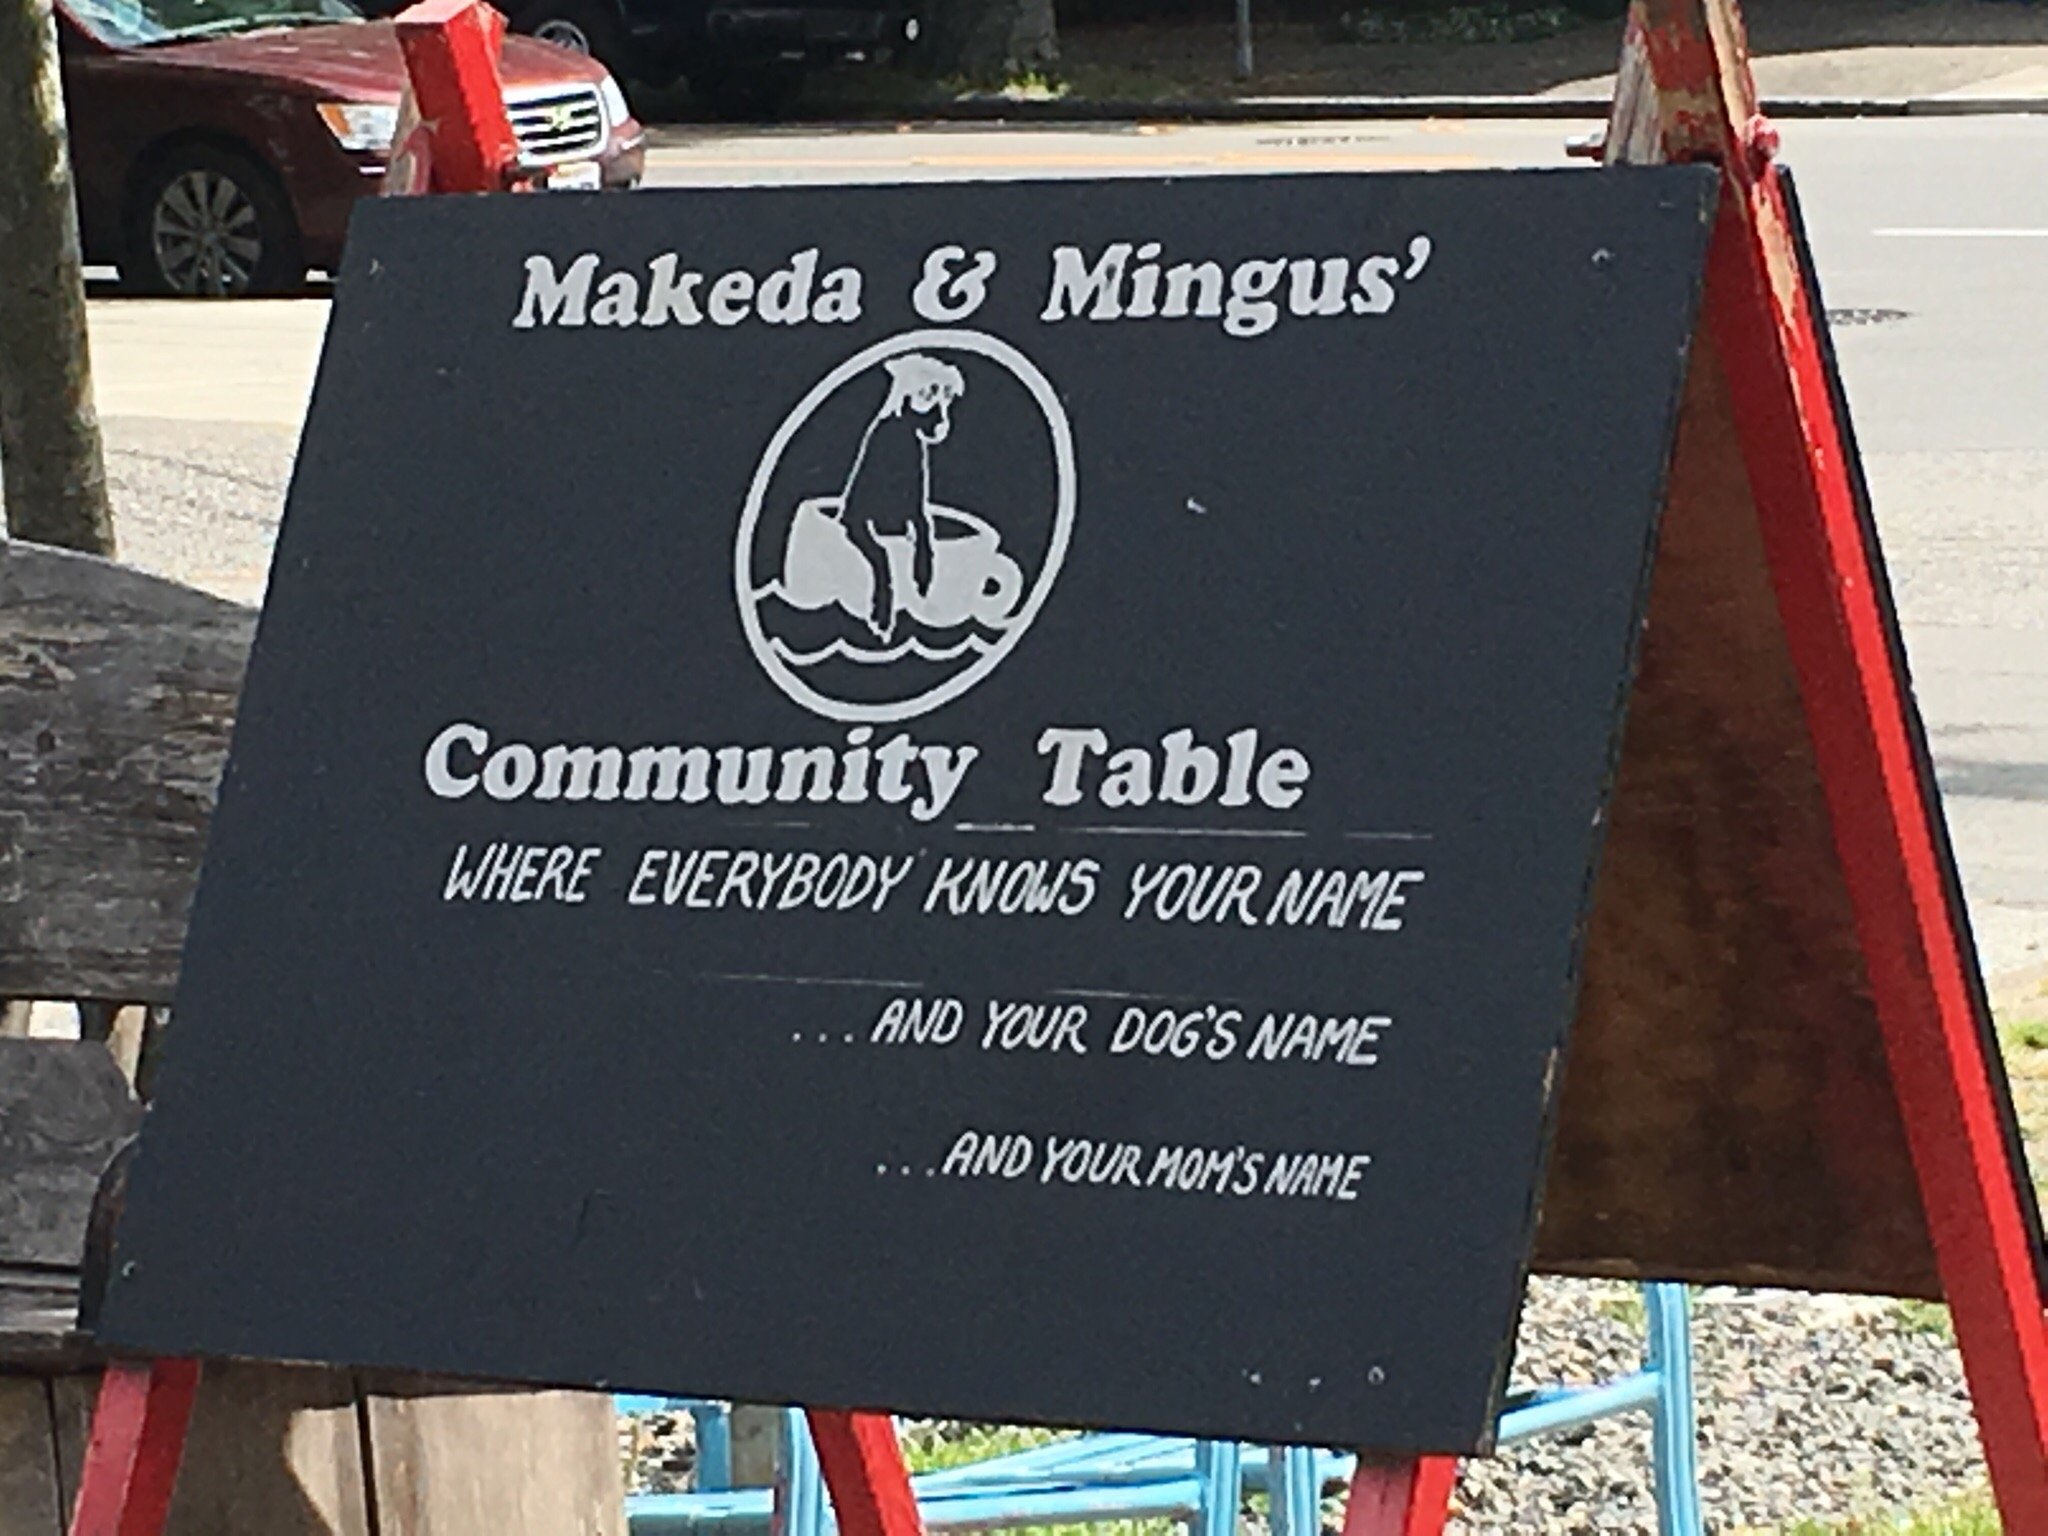 Makeda & Mingus'
Community Table
WHERE EVERYBODY KNOWS YOUR NAME
...AND YOUR DOG'S NAME
...AND YOUR MOM'S NAME